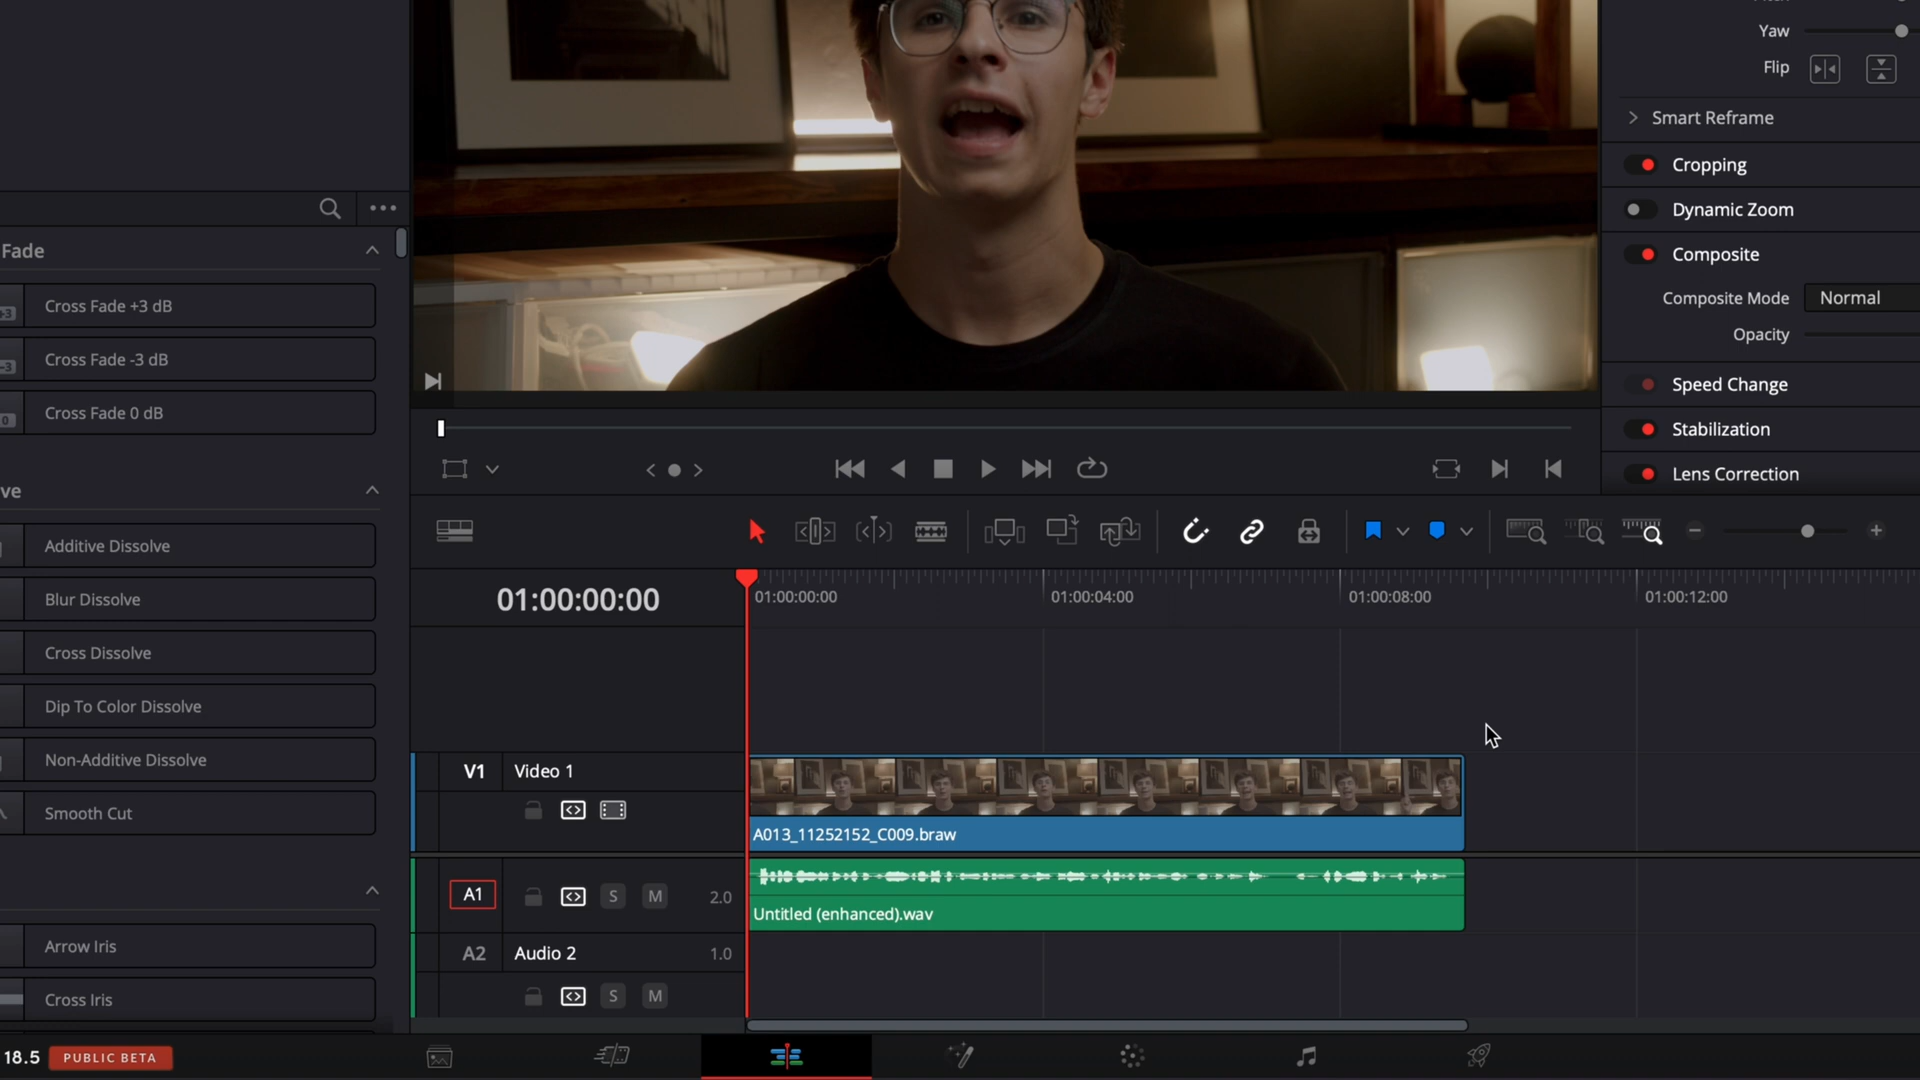 Yaw
Flip
Smart Reframe
Cropping
Dynamic Zoom
Composite
Composite Mode Normal
Opacity
Speed Change
Stabilization
Lens Correction
Fade
+3 Cross Fade +3 dB
-3 Cross Fade -3 dB
0 Cross Fade 0 dB
ve
Additive Dissolve
Blur Dissolve
Cross Dissolve
Dip To Color Dissolve
Non-Additive Dissolve
Smooth Cut
Arrow Iris
Cross Iris
01:00:00:00
01:00:00:00 01:00:04:00 01:00:08:00 01:00:12:00
V1 Video 1
A013_11252152_C009.braw
A1 S M 2.0
Untitled (enhanced).wav
A2 Audio 2 1.0
S M
18.5 PUBLIC BETA